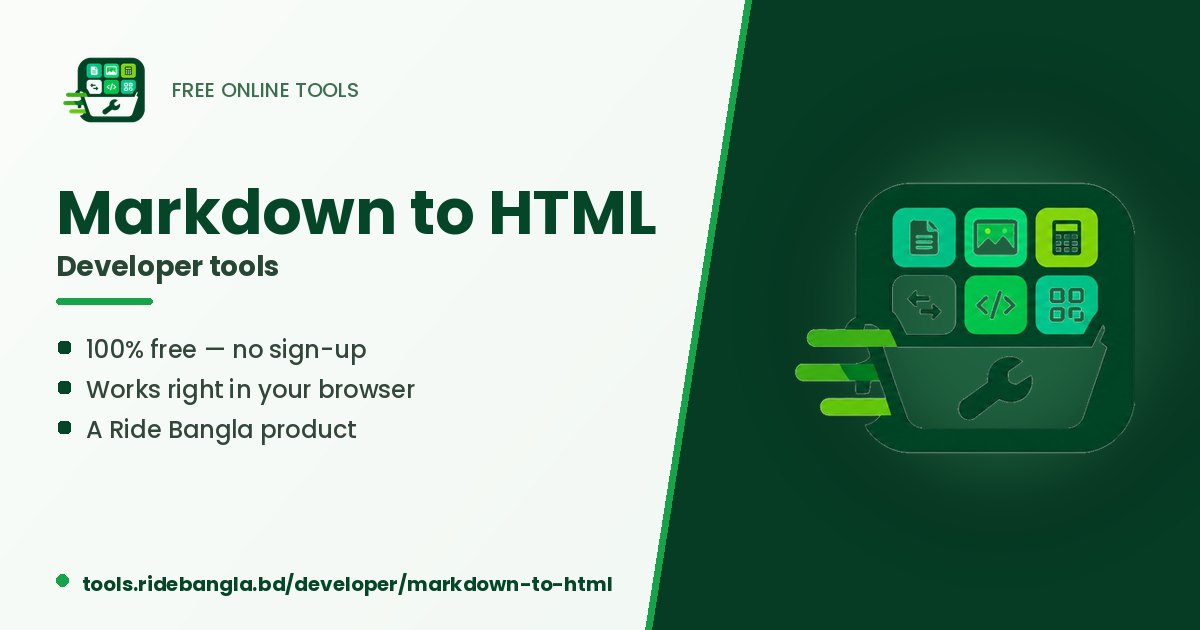 FREE ONLINE TOOLS
Markdown to HTML
Developer tools
100% free — no sign-up
Works right in your browser
A Ride Bangla product
tools.ridebangla.bd/developer/markdown-to-html